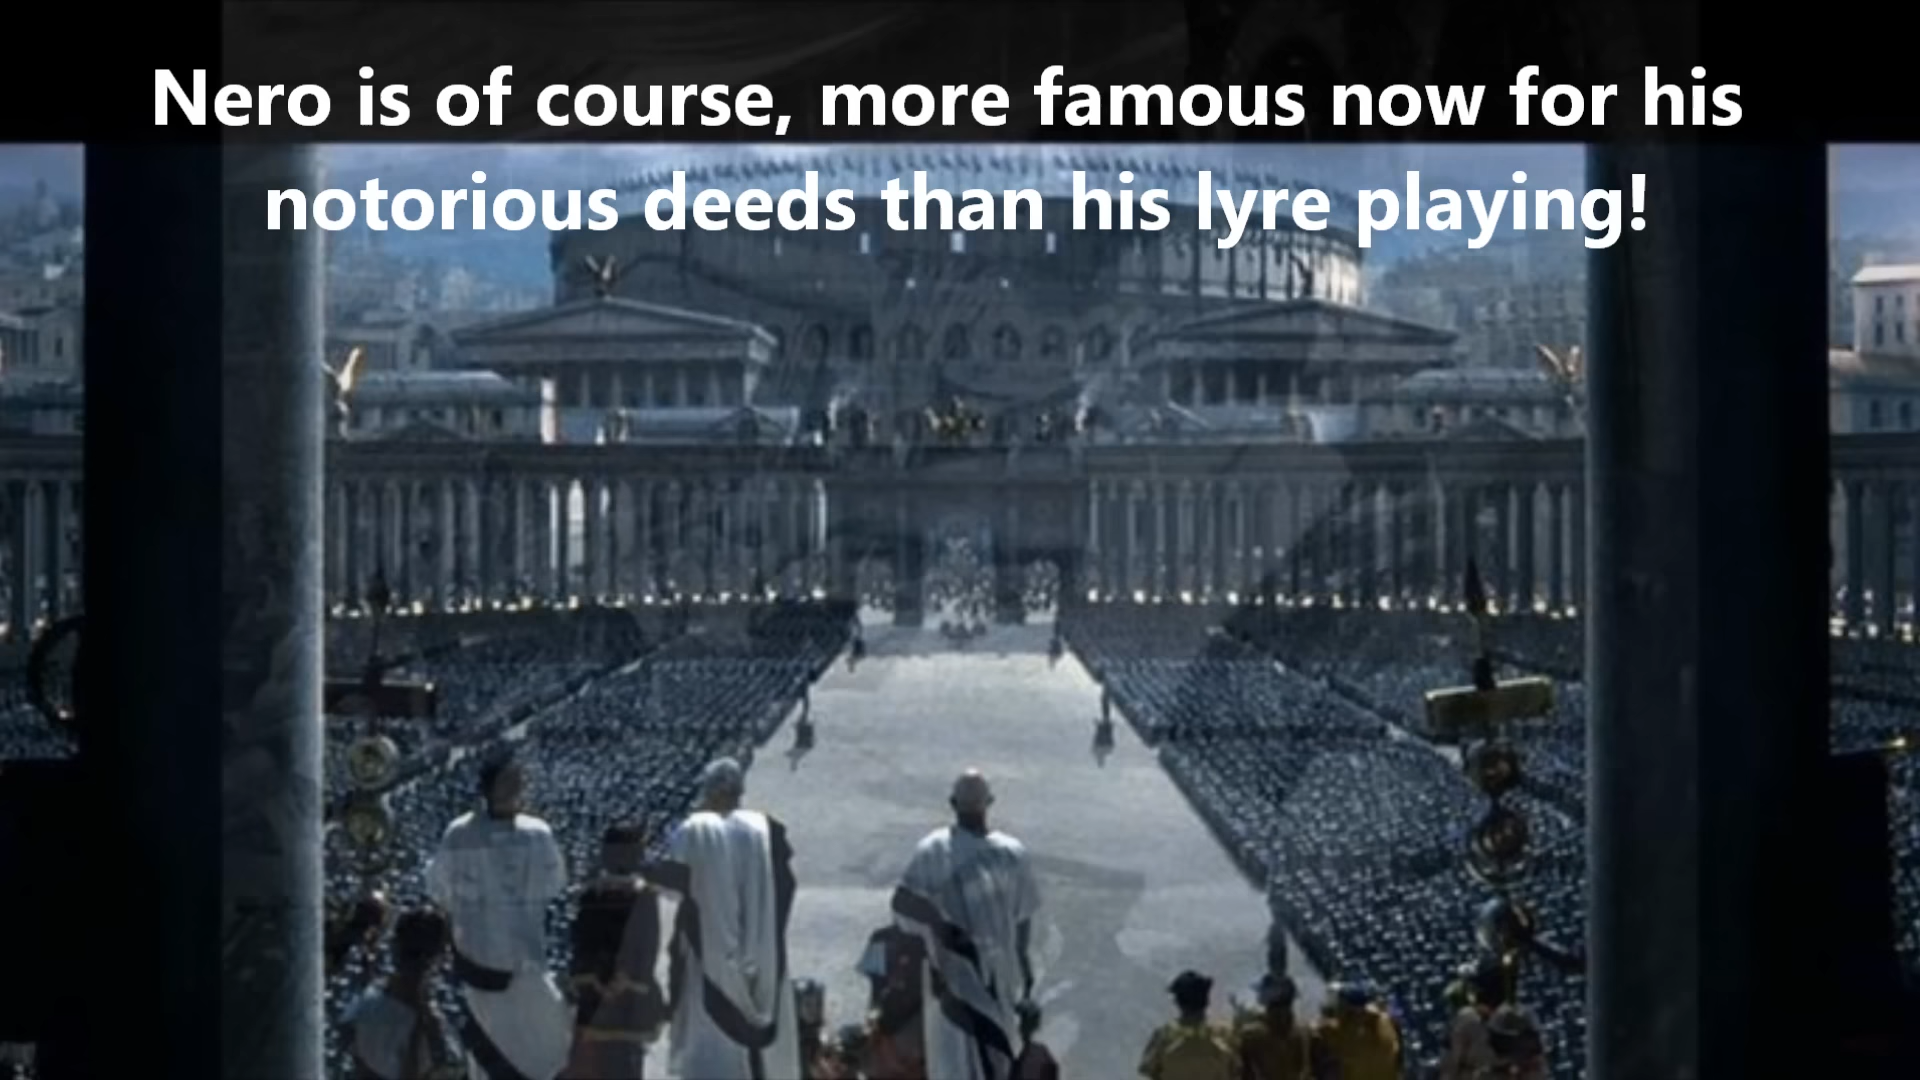 Nero is of course, more famous now for his
notorious deeds than his lyre playing!